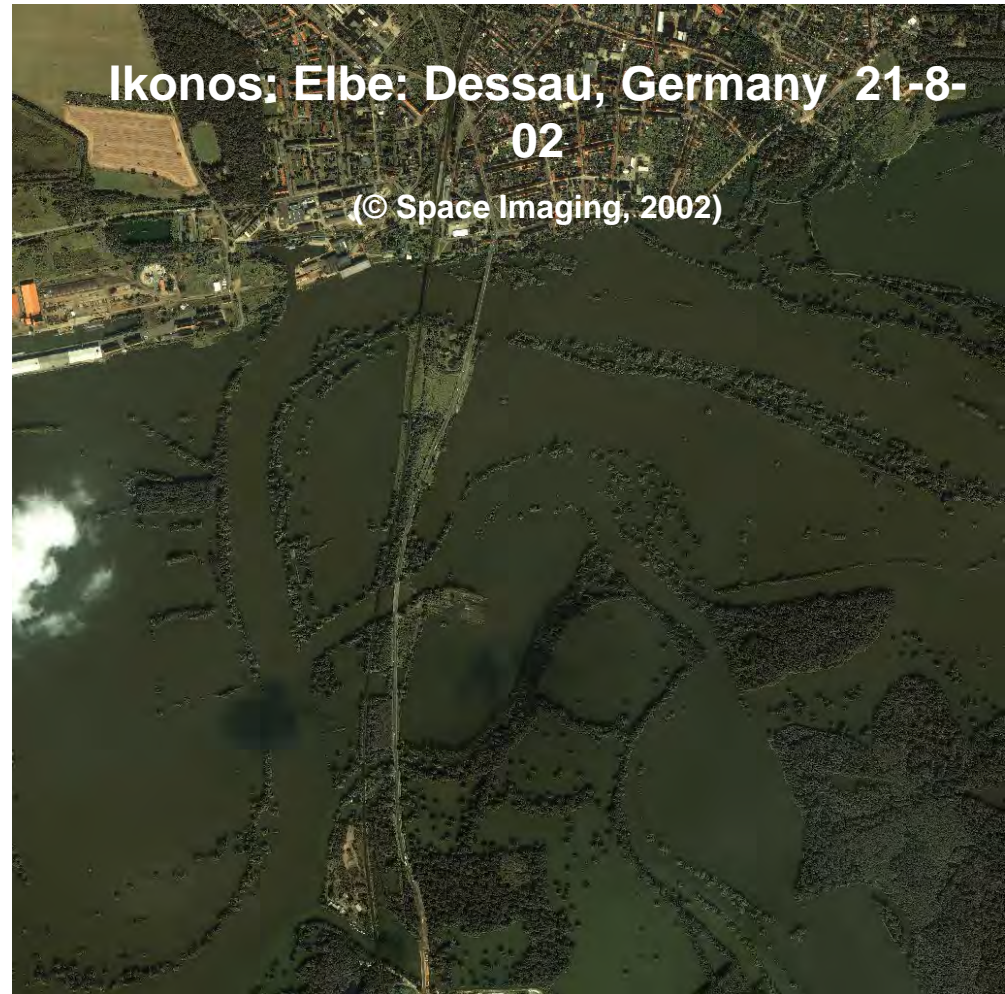 Ikonos; Elbe: Dessau, Germany 21-8-
02
(© Space Imaging, 2002)